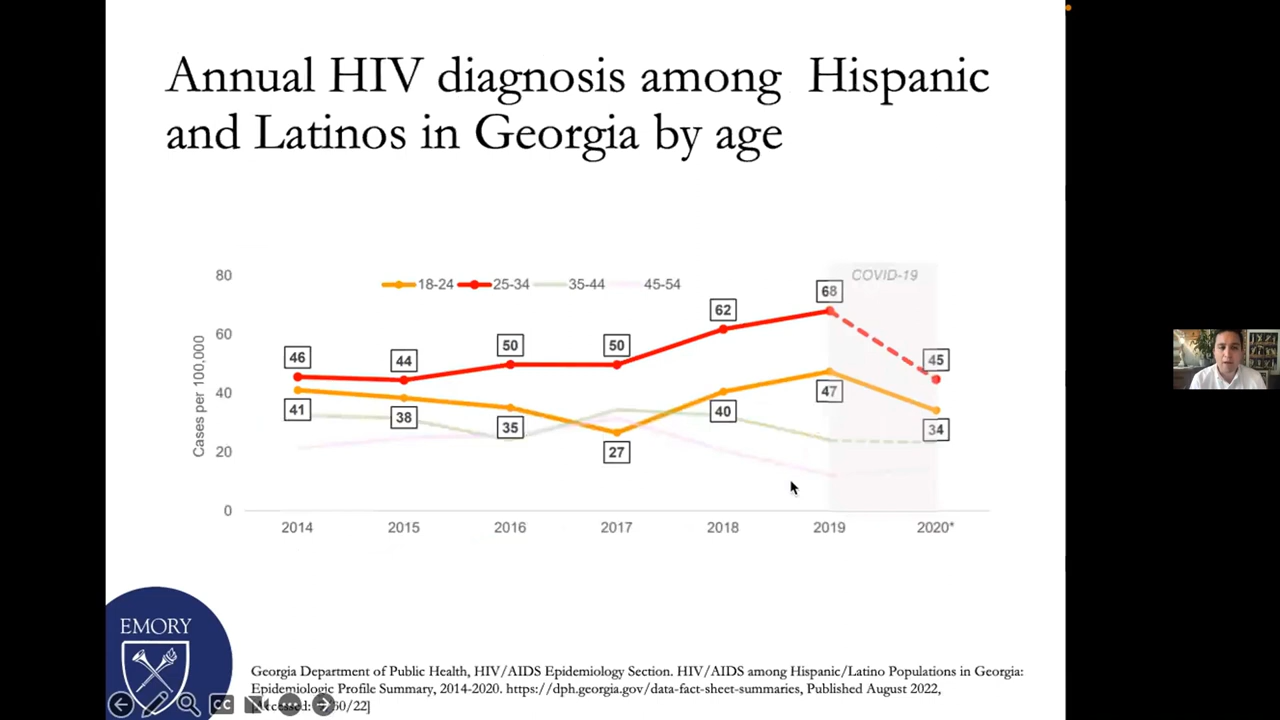 Annual HIV diagnosis among Hispanic
and Latinos in Georgia by age
80
60
40
20
0
Cases per 100,000
18-24 25-34 35-44 45-54
COVID-19
46 44 50 50 62 68 45
41 38 35 27 40 47 34
2014 2015 2016 2017 2018 2019 2020*
EMORY
Georgia Department of Public Health, HIV/AIDS Epidemiology Section. HIV/AIDS among Hispanic/Latino Populations in Georgia:
Epidemiologic Profile Summary, 2014-2020. https://dph.georgia.gov/data-fact-sheet-summaries, Published August 2022,
CC